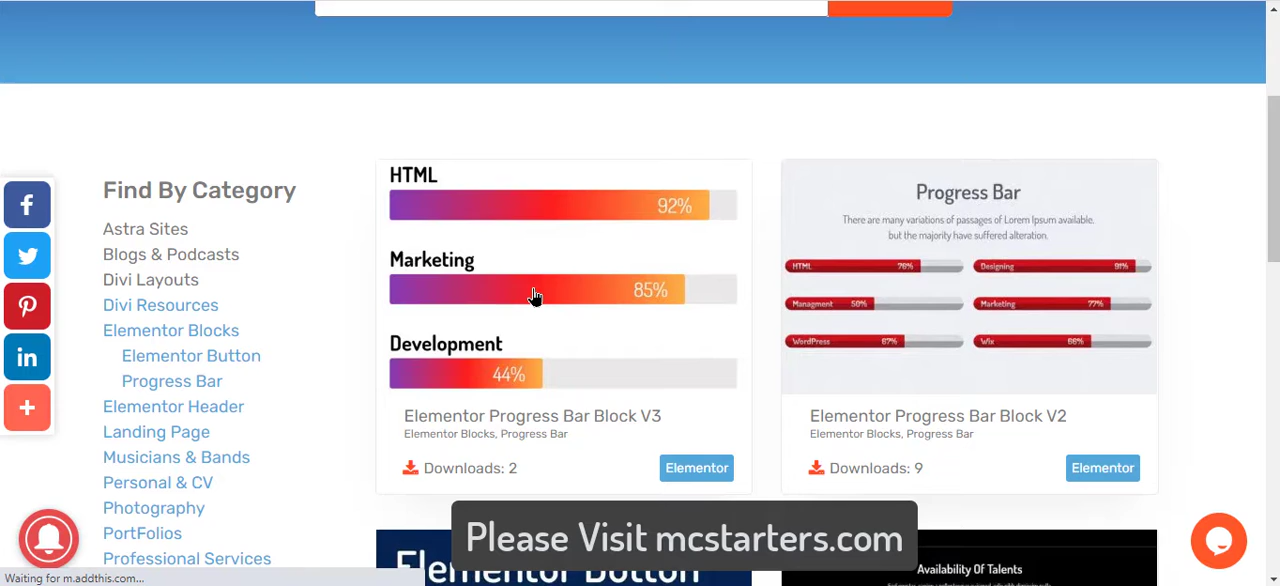 Find By Category
Astra Sites
Blogs & Podcasts
Divi Layouts
Divi Resources
Elementor Blocks
Elementor Button
Progress Bar
Elementor Header
Landing Page
Musicians & Bands
Personal & CV
Photography
PortFolios
Professional Services
HTML
92%
Marketing
85%
Development
44%
Elementor Progress Bar Block V3
Elementor Blocks, Progress Bar
Downloads: 2
Elementor
Progress Bar
There are many variations of passages of Lorem Ipsum available,
but the majority have suffered alteration.
HTML 76%
Designing 91%
Managment 50%
Marketing 77%
WordPress 67%
Wix 66%
Elementor Progress Bar Block V2
Elementor Blocks, Progress Bar
Downloads: 9
Elementor
Elementor Button
Availability Of Talents
Please Visit mcstarters.com
Waiting for m.addthis.com...